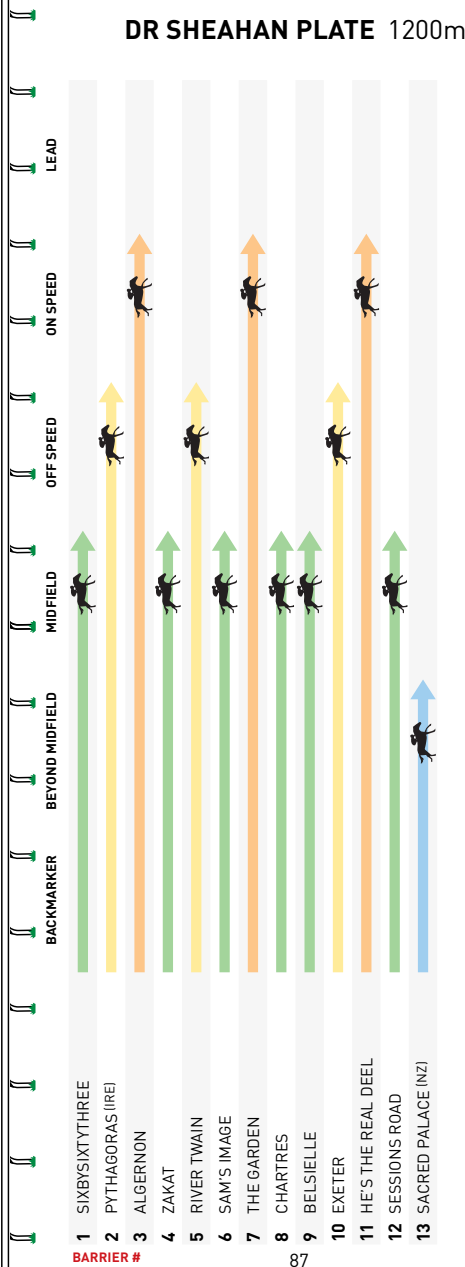 DR SHEAHAN PLATE 1200m
LEAD
ON SPEED
OFF SPEED
MIDFIELD
BEYOND MIDFIELD
BACKMARKER
1 SIXBYSIXTYTHREE
2 PYTHAGORAS (IRE)
3 ALGERNON
4 ZAKAT
5 RIVER TWAIN
6 SAM'S IMAGE
7 THE GARDEN
8 CHARTRES
9 BELSIELLE
10 EXETER
11 HE'S THE REAL DEEL
12 SESSIONS ROAD
13 SACRED PALACE (NZ)
BARRIER #
87